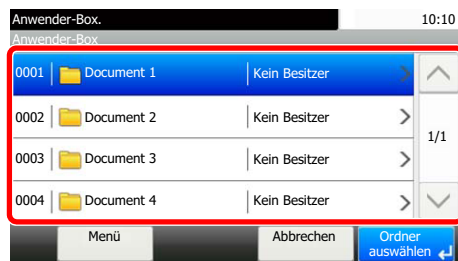 Anwender-Box. 10:10
Anwender-Box
0001 Document 1 Kein Besitzer
0002 Document 2 Kein Besitzer
1/1
0003 Document 3 Kein Besitzer
0004 Document 4 Kein Besitzer
Menü Abbrechen Ordner
auswählen